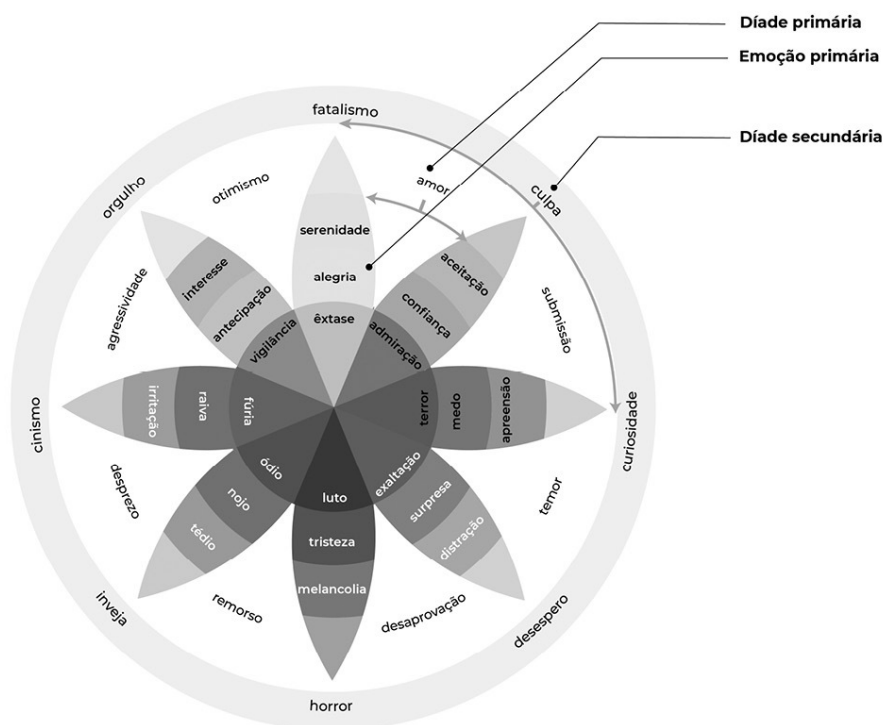 Díade primária
Emoção primária
Díade secundária
fatalismo
orgulho
otimismo
amor
culpa
serenidade
alegria
êxtase
interesse
antecipação
vigilância
aceitação
confiança
admiração
agressividade
submissão
cinismo
irritação
raiva
fúria
terror
medo
apreensão
curiosidade
desprezo
ódio
nojo
tédio
luto
tristeza
melancolia
exaltação
surpresa
distração
temor
inveja
remorso
desaprovação
desespero
horror